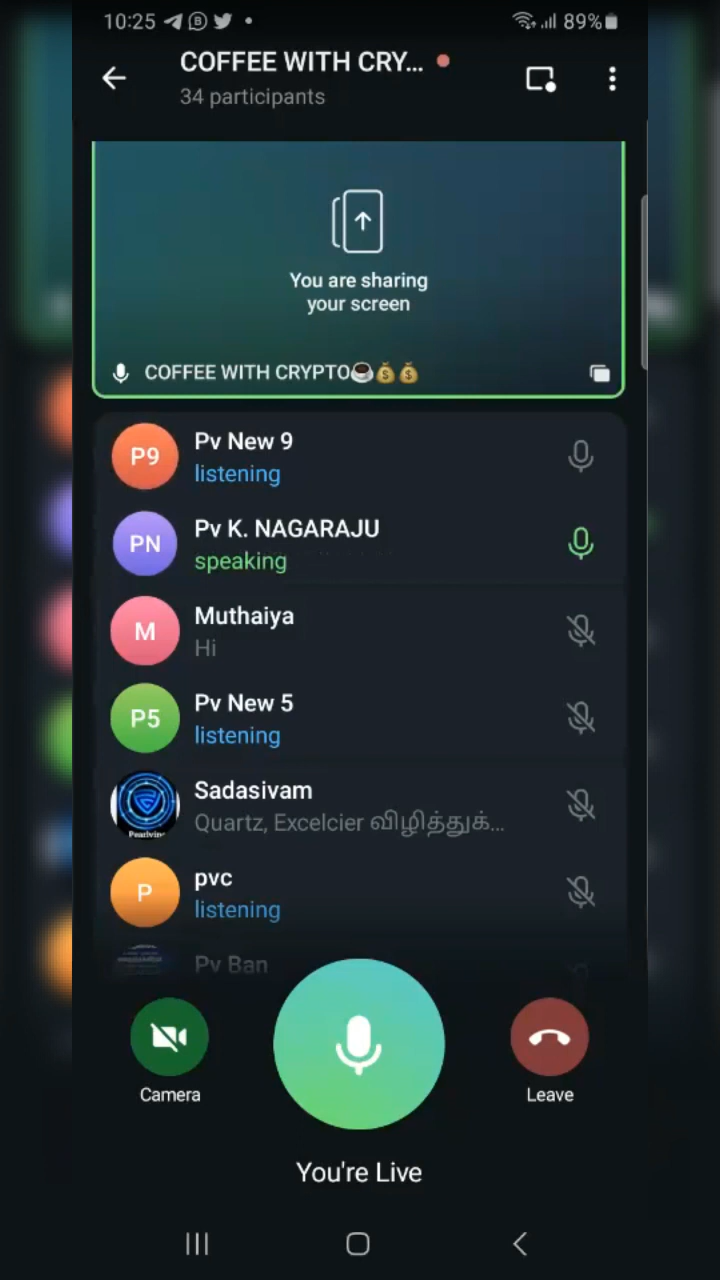 10:25 89%
COFFEE WITH CRY...
34 participants
You are sharing
your screen
COFFEE WITH CRYPTO☕💰💰
P9 Pv New 9
listening
PN Pv K. NAGARAJU
speaking
M Muthaiya
Hi
P5 Pv New 5
listening
Sadasivam
Quartz, Excelcier விழித்துக்...
Pearlvine
P pvc
listening
Pv Ban
Camera
Leave
You're Live